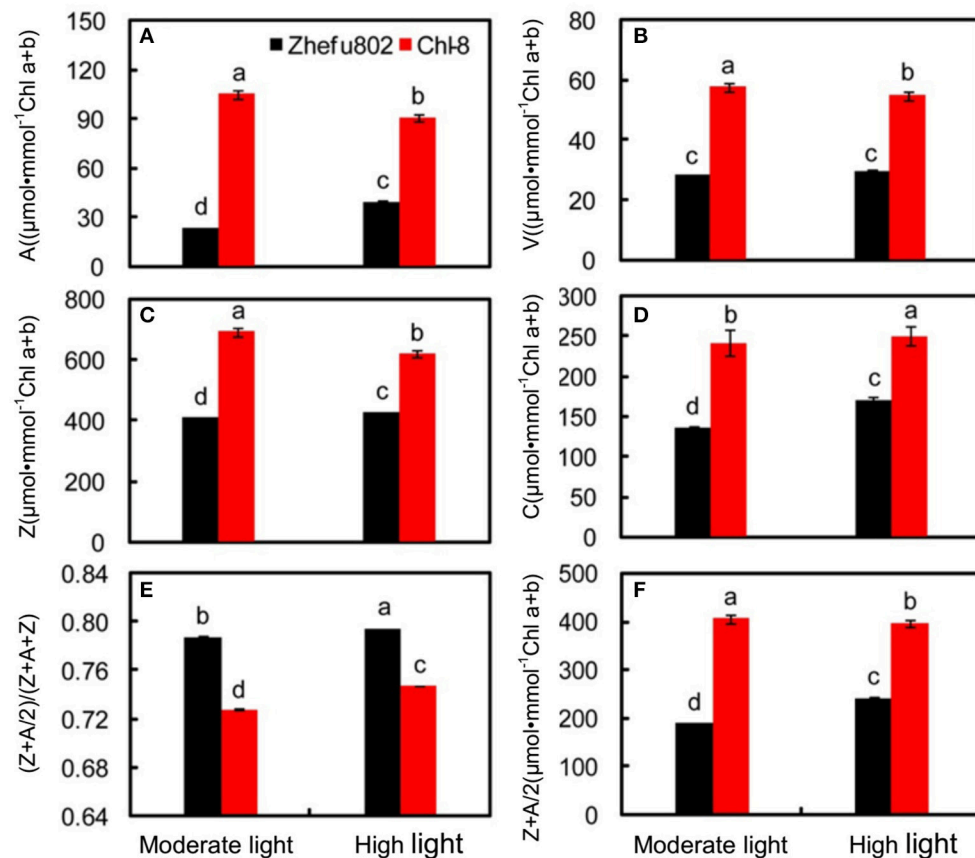 A
Zhefu802 Chl-8
A((μmol•mmol⁻¹Chl a+b)
150
120
90
60
30
0
d
a
c
b
B
V((μmol•mmol⁻¹Chl a+b)
80
60
40
20
0
c
a
c
b
C
Z(μmol•mmol⁻¹Chl a+b)
800
600
400
200
0
d
a
c
b
D
C(μmol•mmol⁻¹Chl a+b)
300
250
200
150
100
50
0
d
b
c
a
E
(Z+A/2)/(Z+A+Z)
0.84
0.80
0.76
0.72
0.68
0.64
b
d
a
c
Moderate light High light
F
Z+A/2(μmol•mmol⁻¹Chl a+b)
500
400
300
200
100
0
d
a
c
b
Moderate light High light